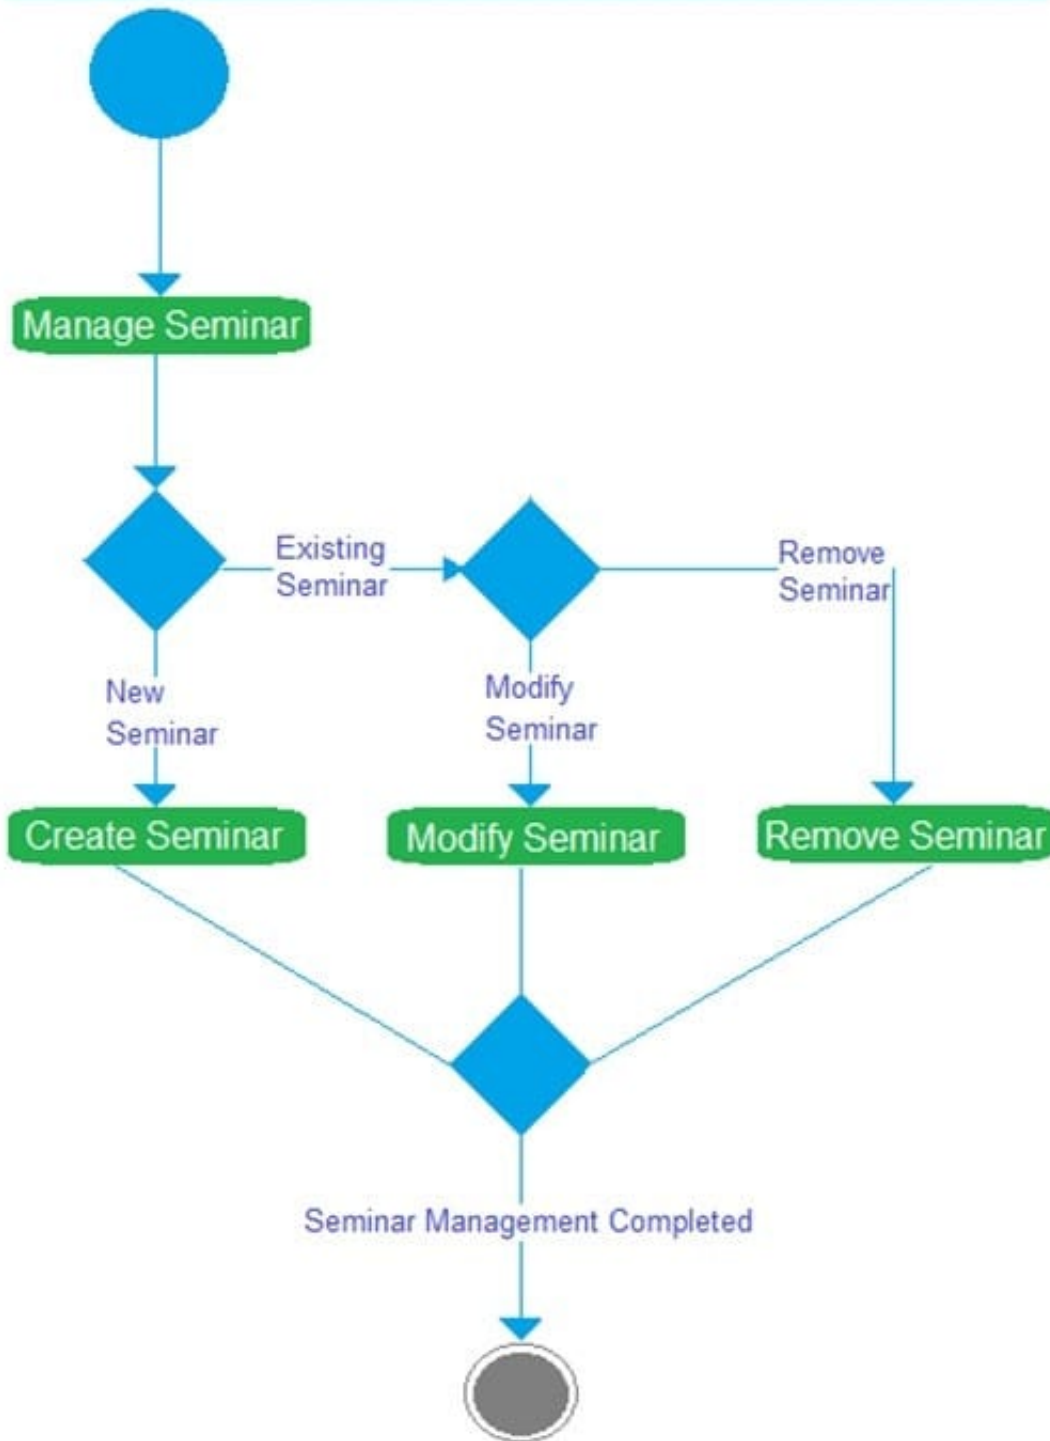 Manage Seminar
Existing
Seminar
Remove
Seminar
New
Seminar
Modify
Seminar
Create Seminar
Modify Seminar
Remove Seminar
Seminar Management Completed